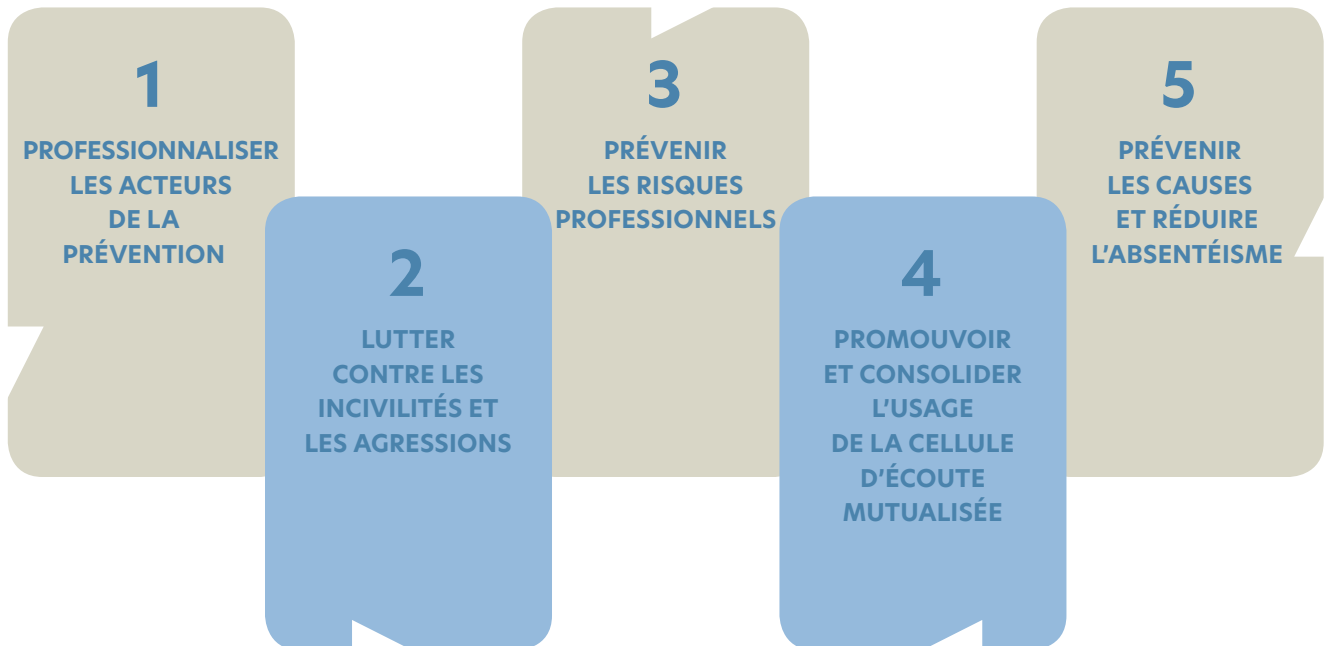 1
PROFESSIONNALISER
LES ACTEURS
DE LA
PRÉVENTION
2
LUTTER
CONTRE LES
INCIVILITÉS ET
LES AGRESSIONS
3
PRÉVENIR
LES RISQUES
PROFESSIONNELS
4
PROMOUVOIR
ET CONSOLIDER
L’USAGE
DE LA CELLULE
D’ÉCOUTE
MUTUALISÉE
5
PRÉVENIR
LES CAUSES
ET RÉDUIRE
L’ABSENTÉISME